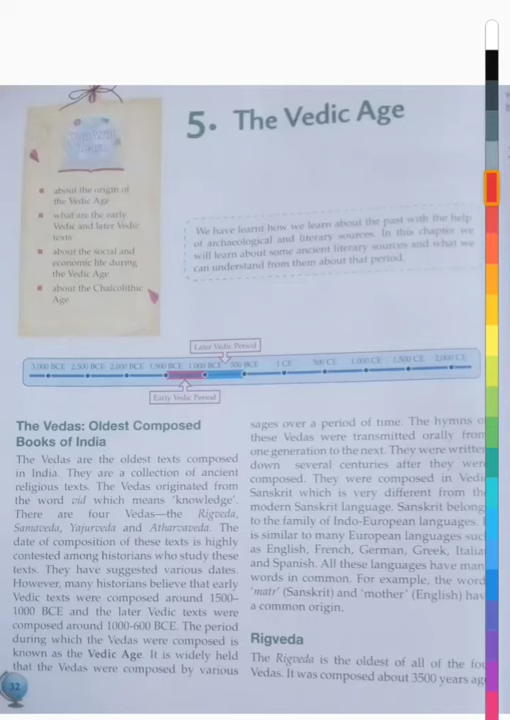 5. The Vedic Age
about the origin of
the Vedic Age
what are the early
Vedic and later Vedic
texts
about the social and
economic life during
the Vedic Age
about the Chalcolithic
Age
We have learnt how we learn about the past with the help
of archaeological and literary sources. In this chapter we
will learn about some ancient literary sources and what we
can understand from them about that period.
Later Vedic Period
3,000 BCE 2,500 BCE 2,000 BCE 1,500 BCE 1,000 BCE 500 BCE 1 CE 500 CE 1,000 CE 1,500 CE 2,000 CE
Early Vedic Period
The Vedas: Oldest Composed
Books of India
The Vedas are the oldest texts composed
in India. They are a collection of ancient
religious texts. The Vedas originated from
the word vid which means 'knowledge'.
There are four Vedas—the Rigveda,
Samaveda, Yajurveda and Atharvaveda. The
date of composition of these texts is highly
contested among historians who study these
texts. They have suggested various dates.
However, many historians believe that early
Vedic texts were composed around 1500–
1000 BCE and the later Vedic texts were
composed around 1000-600 BCE. The period
during which the Vedas were composed is
known as the Vedic Age. It is widely held
that the Vedas were composed by various
32
sages over a period of time. The hymns o
these Vedas were transmitted orally from
one generation to the next. They were written
down several centuries after they were
composed. They were composed in Vedi
Sanskrit which is very different from the
modern Sanskrit language. Sanskrit belong
to the family of Indo-European languages. I
is similar to many European languages suc
as English, French, German, Greek, Italia
and Spanish. All these languages have man
words in common. For example, the word
'matr' (Sanskrit) and 'mother' (English) hav
a common origin.
Rigveda
The Rigveda is the oldest of all of the fou
Vedas. It was composed about 3500 years ag